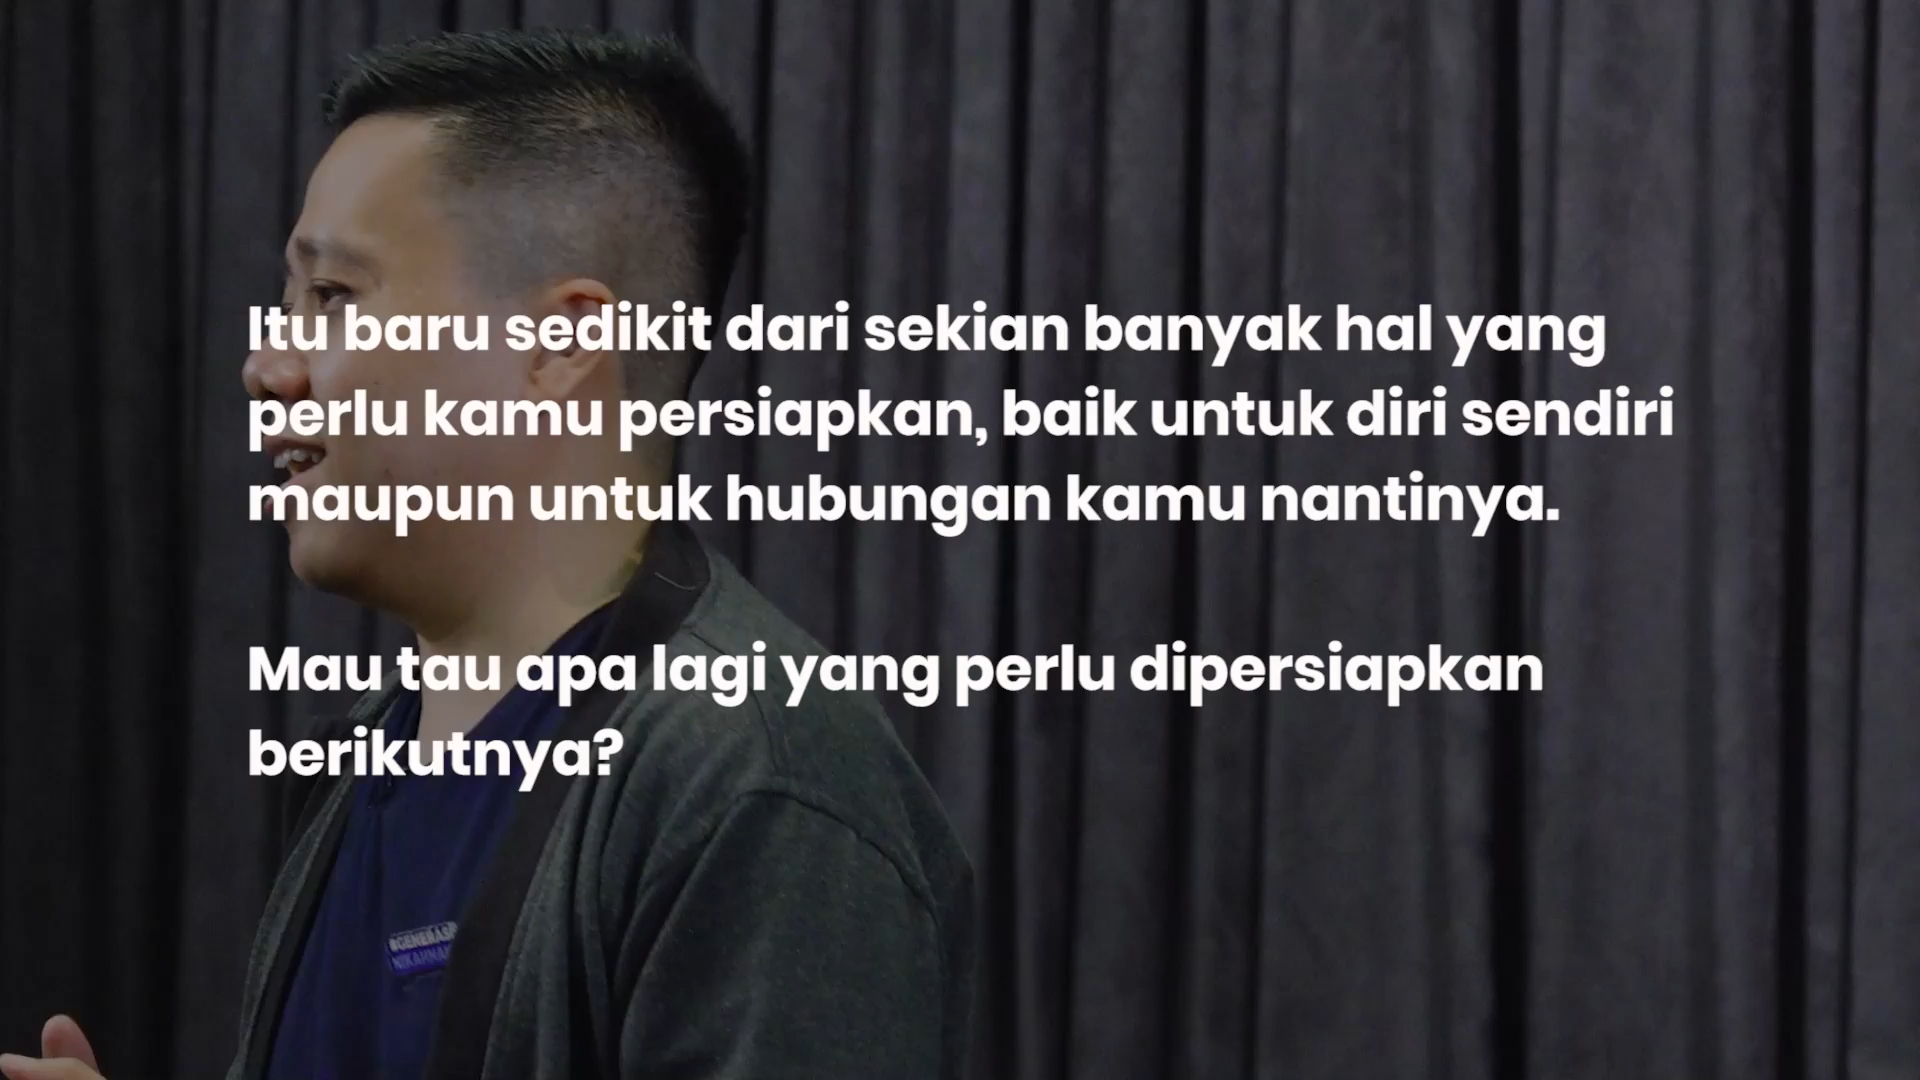 Itu baru sedikit dari sekian banyak hal yang
perlu kamu persiapkan, baik untuk diri sendiri
maupun untuk hubungan kamu nantinya.
Mau tau apa lagi yang perlu dipersiapkan
berikutnya?